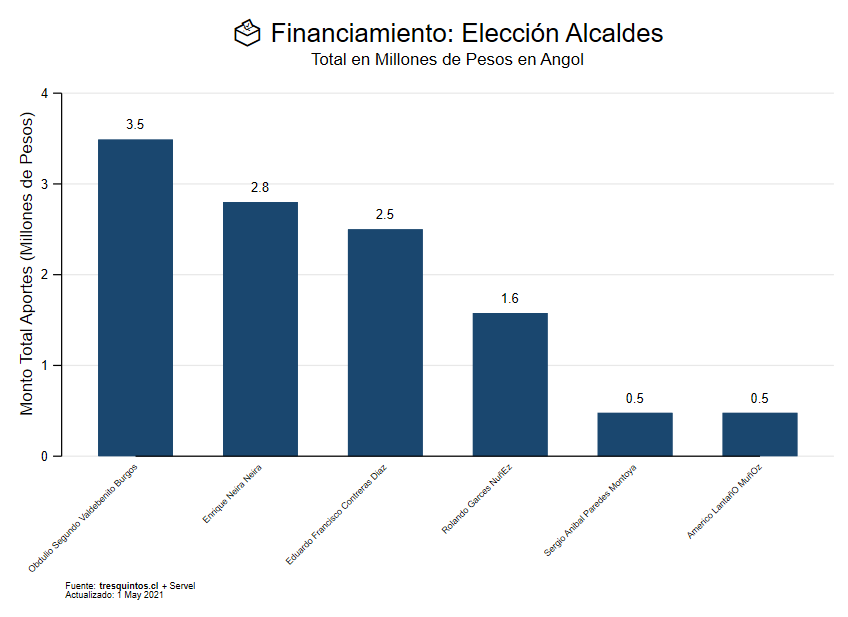 Financiamiento: Elección Alcaldes
Total en Millones de Pesos en Angol
Monto Total Aportes (Millones de Pesos)
4
3
2
1
0
3.5
2.8
2.5
1.6
0.5
0.5
Obdulio Segundo Valdebenito Burgos
Enrique Neira Neira
Eduardo Francisco Contreras Diaz
Rolando Garces NuñEz
Sergio Anibal Paredes Montoya
Americo LantañO MuñOz
Fuente: tresquintos.cl + Servel
Actualizado: 1 May 2021